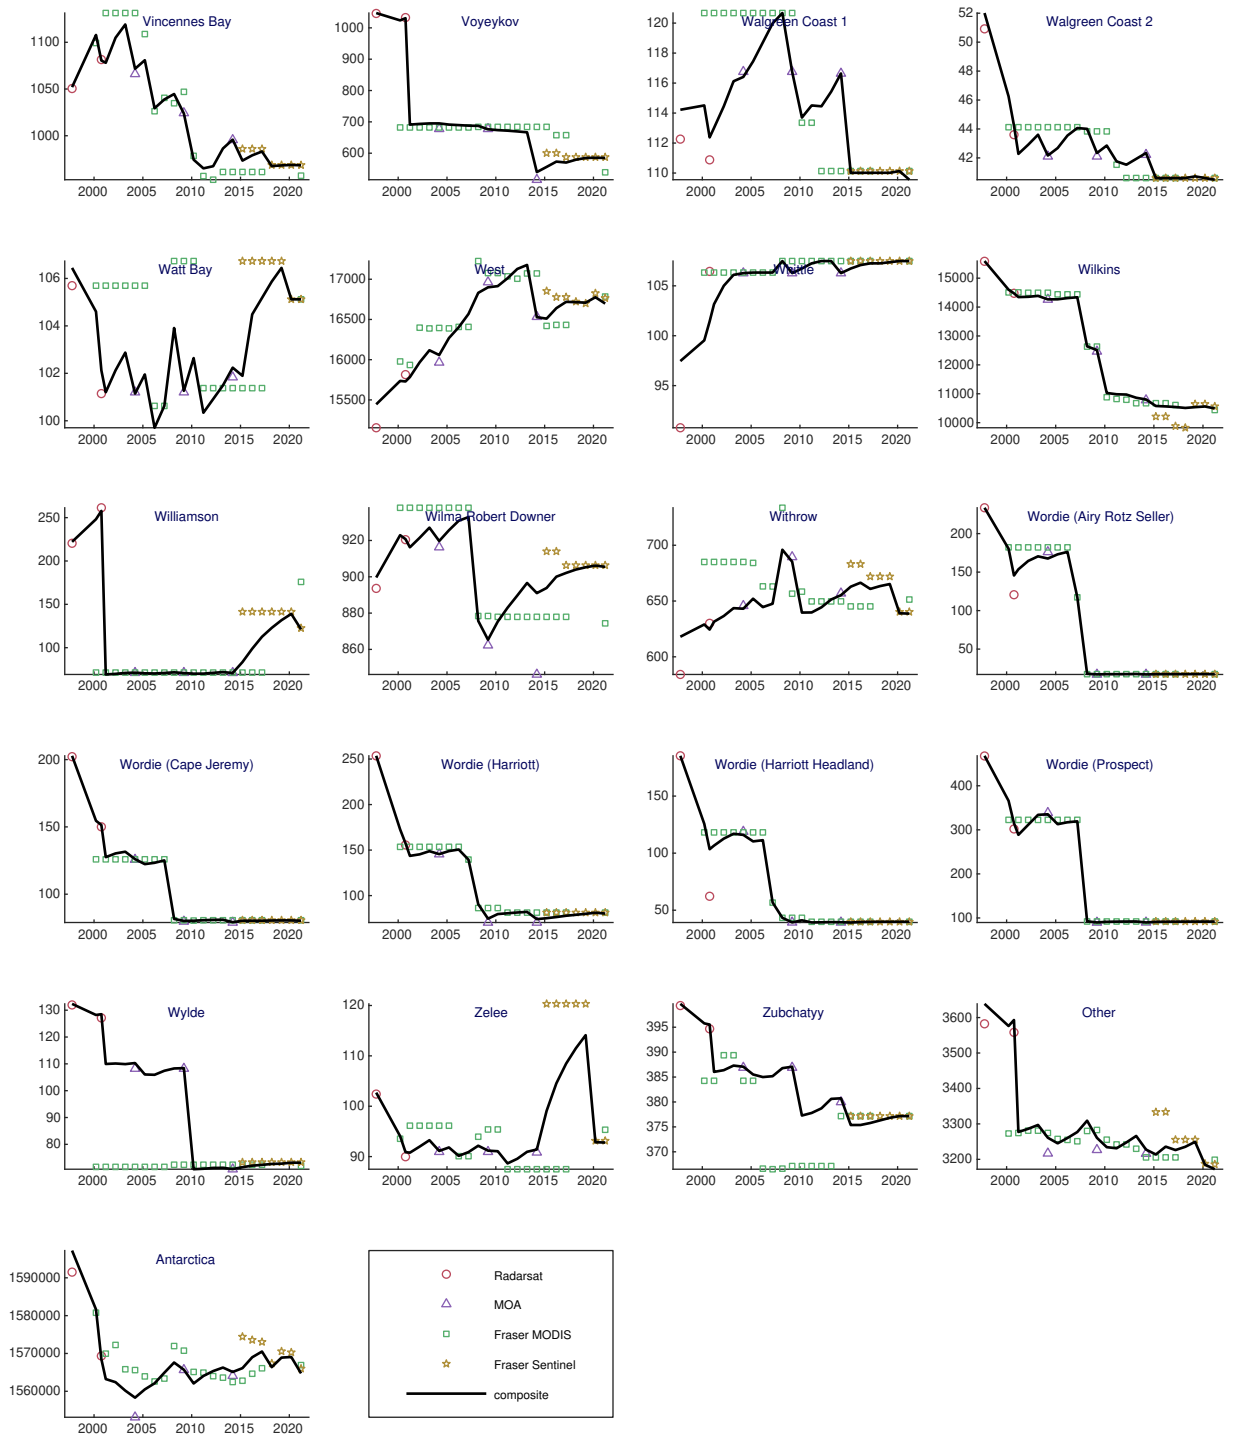 Vincennes Bay
1100
1050
1000
2000 2005 2010 2015 2020
Voyeykov
1000
900
800
700
600
2000 2005 2010 2015 2020
Walgreen Coast 1
120
118
116
114
112
110
2000 2005 2010 2015 2020
Walgreen Coast 2
52
50
48
46
44
42
2000 2005 2010 2015 2020
Watt Bay
106
104
102
100
2000 2005 2010 2015 2020
West
17000
16500
16000
15500
2000 2005 2010 2015 2020
105
100
95
2000 2005 2010 2015 2020
Wilkins
15000
14000
13000
12000
11000
10000
2000 2005 2010 2015 2020
Williamson
250
200
150
100
2000 2005 2010 2015 2020
Wilma Robert Downer
920
900
880
860
2000 2005 2010 2015 2020
Withrow
700
650
600
2000 2005 2010 2015 2020
Wordie (Airy Rotz Seller)
200
150
100
50
2000 2005 2010 2015 2020
Wordie (Cape Jeremy)
200
150
100
2000 2005 2010 2015 2020
Wordie (Harriott)
250
200
150
100
2000 2005 2010 2015 2020
Wordie (Harriott Headland)
150
100
50
2000 2005 2010 2015 2020
Wordie (Prospect)
400
300
200
100
2000 2005 2010 2015 2020
Wylde
130
120
110
100
90
80
2000 2005 2010 2015 2020
Zelee
120
110
100
90
2000 2005 2010 2015 2020
Zubchatyy
395
390
385
380
375
370
2000 2005 2010 2015 2020
Other
3600
3500
3400
3300
3200
2000 2005 2010 2015 2020
Antarctica
1590000
1580000
1570000
1560000
2000 2005 2010 2015 2020
Radarsat
MOA
Fraser MODIS
Fraser Sentinel
composite